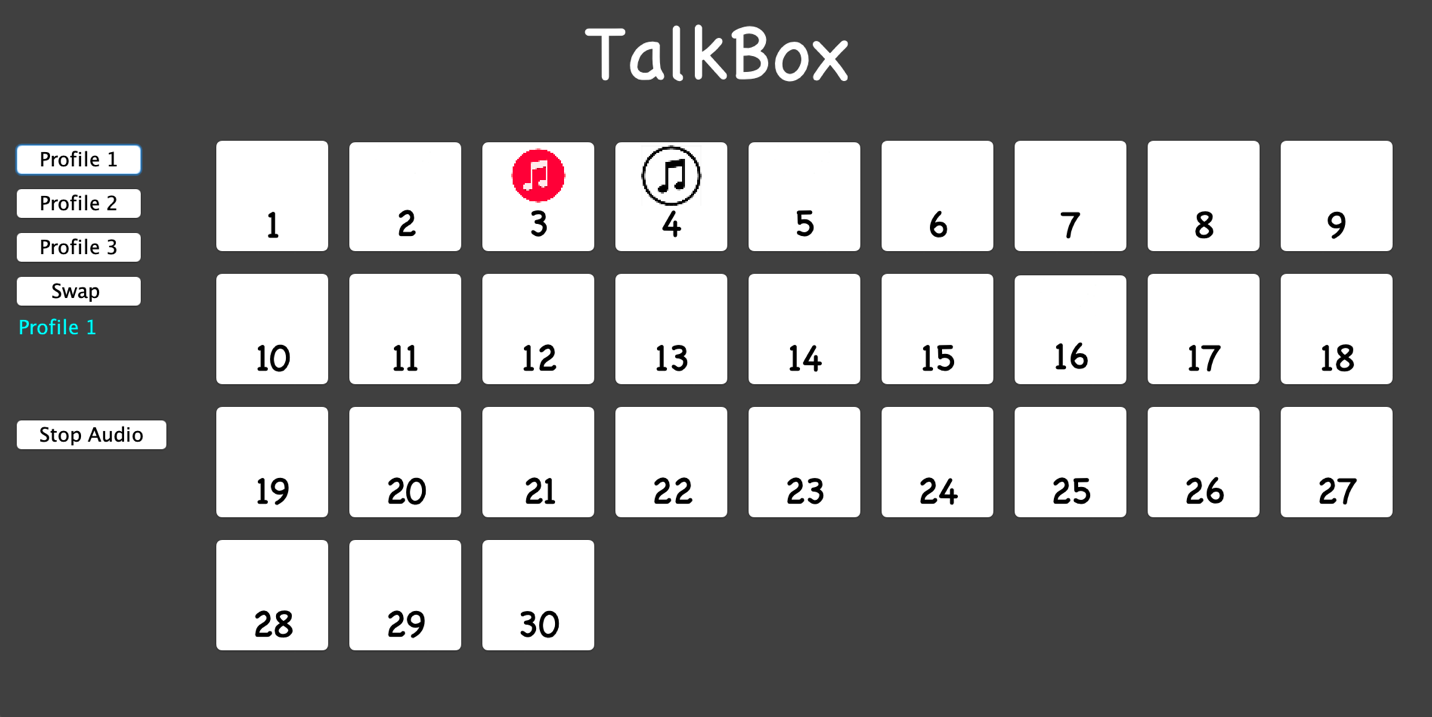 TalkBox
Profile 1
Profile 2
Profile 3
Swap
Profile 1
Stop Audio
1 2 3 4 5 6 7 8 9
10 11 12 13 14 15 16 17 18
19 20 21 22 23 24 25 26 27
28 29 30